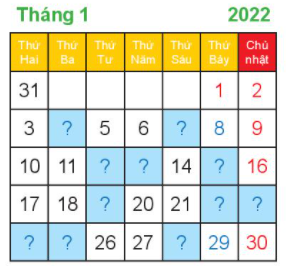 Tháng 1 2022
Thứ Hai Thứ Ba Thứ Tư Thứ Năm Thứ Sáu Thứ Bảy Chủ nhật
31 1 2
3 ? 5 6 ? 8 9
10 11 ? ? 14 ? 16
17 18 ? 20 21 ? ?
? ? 26 27 ? 29 30